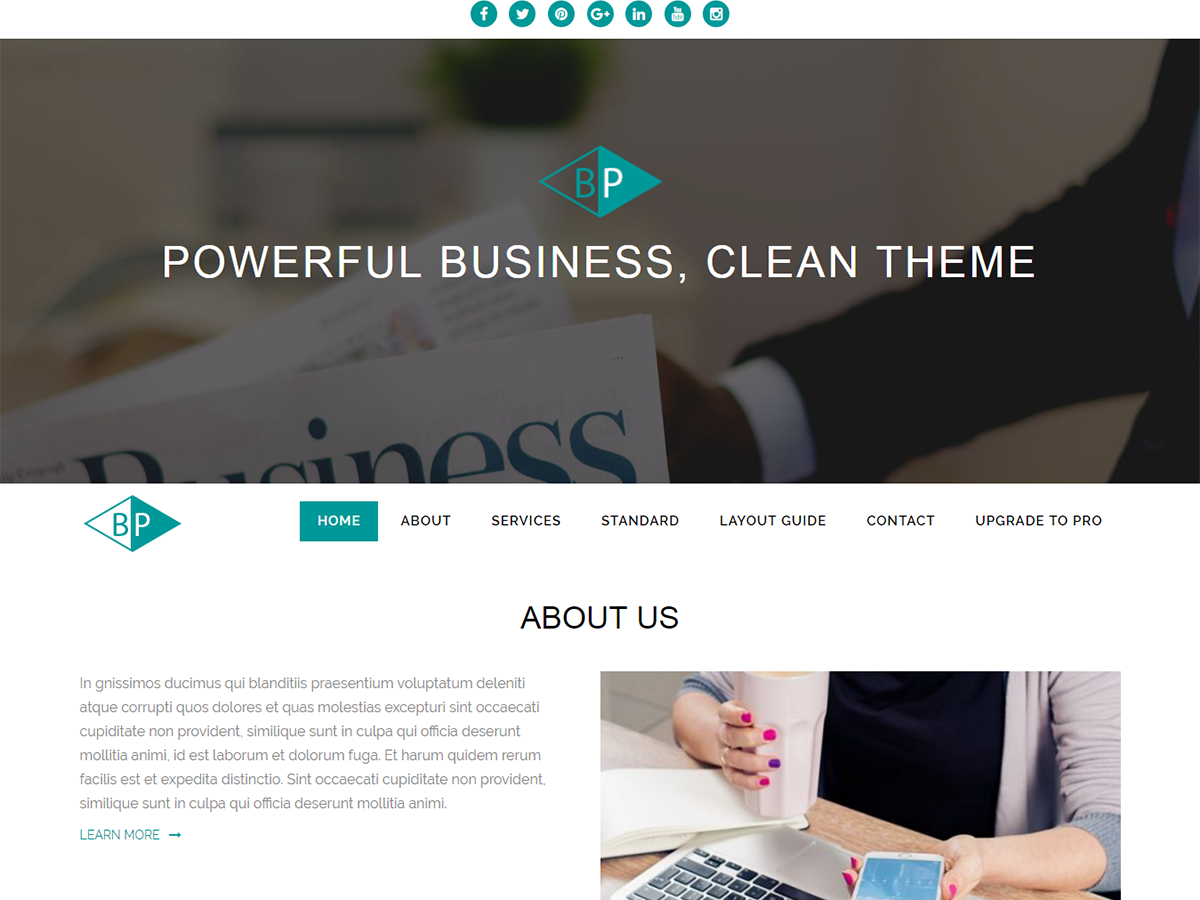 BP
POWERFUL BUSINESS, CLEAN THEME
Business
BP
HOME ABOUT SERVICES STANDARD LAYOUT GUIDE CONTACT UPGRADE TO PRO
ABOUT US
In gnissimos ducimus qui blanditiis praesentium voluptatum deleniti
atque corrupti quos dolores et quas molestias excepturi sint occaecati
cupiditate non provident, similique sunt in culpa qui officia deserunt
mollitia animi, id est laborum et dolorum fuga. Et harum quidem rerum
facilis est et expedita distinctio. Sint occaecati cupiditate non provident,
similique sunt in culpa qui officia deserunt mollitia animi.
LEARN MORE